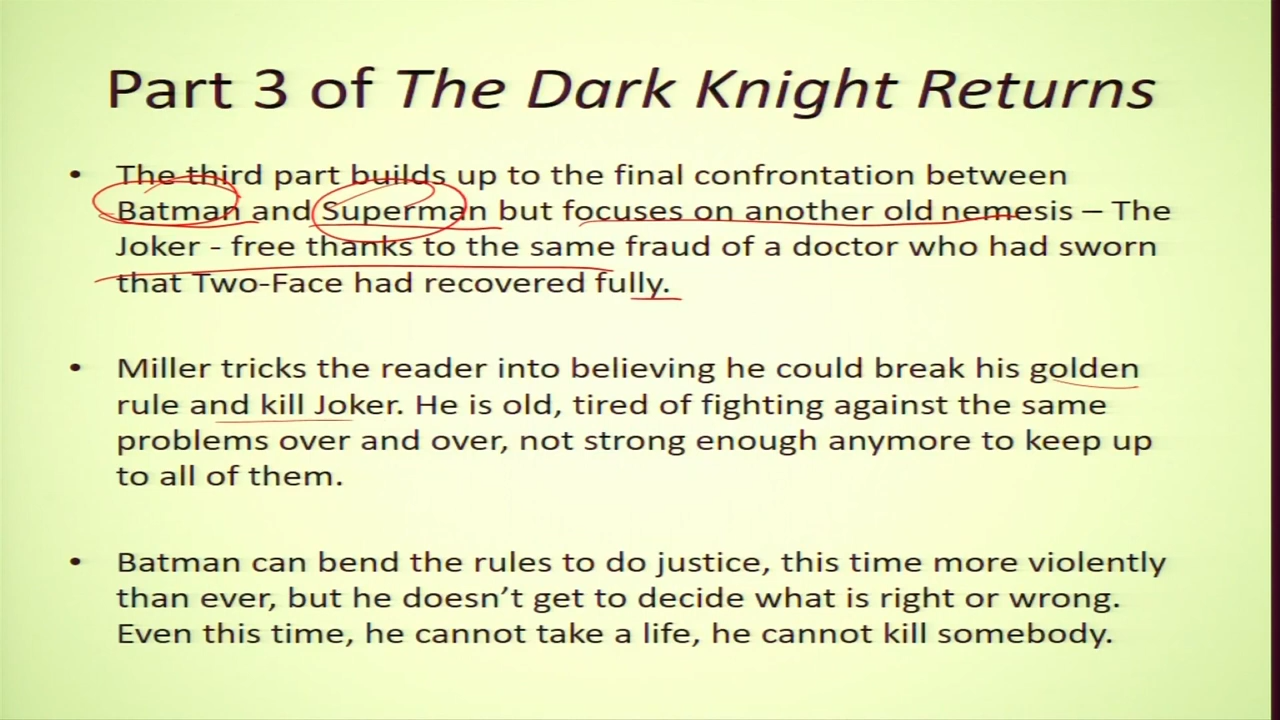 Part 3 of The Dark Knight Returns
• The third part builds up to the final confrontation between
Batman and Superman but focuses on another old nemesis – The
Joker - free thanks to the same fraud of a doctor who had sworn
that Two-Face had recovered fully.
• Miller tricks the reader into believing he could break his golden
rule and kill Joker. He is old, tired of fighting against the same
problems over and over, not strong enough anymore to keep up
to all of them.
• Batman can bend the rules to do justice, this time more violently
than ever, but he doesn’t get to decide what is right or wrong.
Even this time, he cannot take a life, he cannot kill somebody.